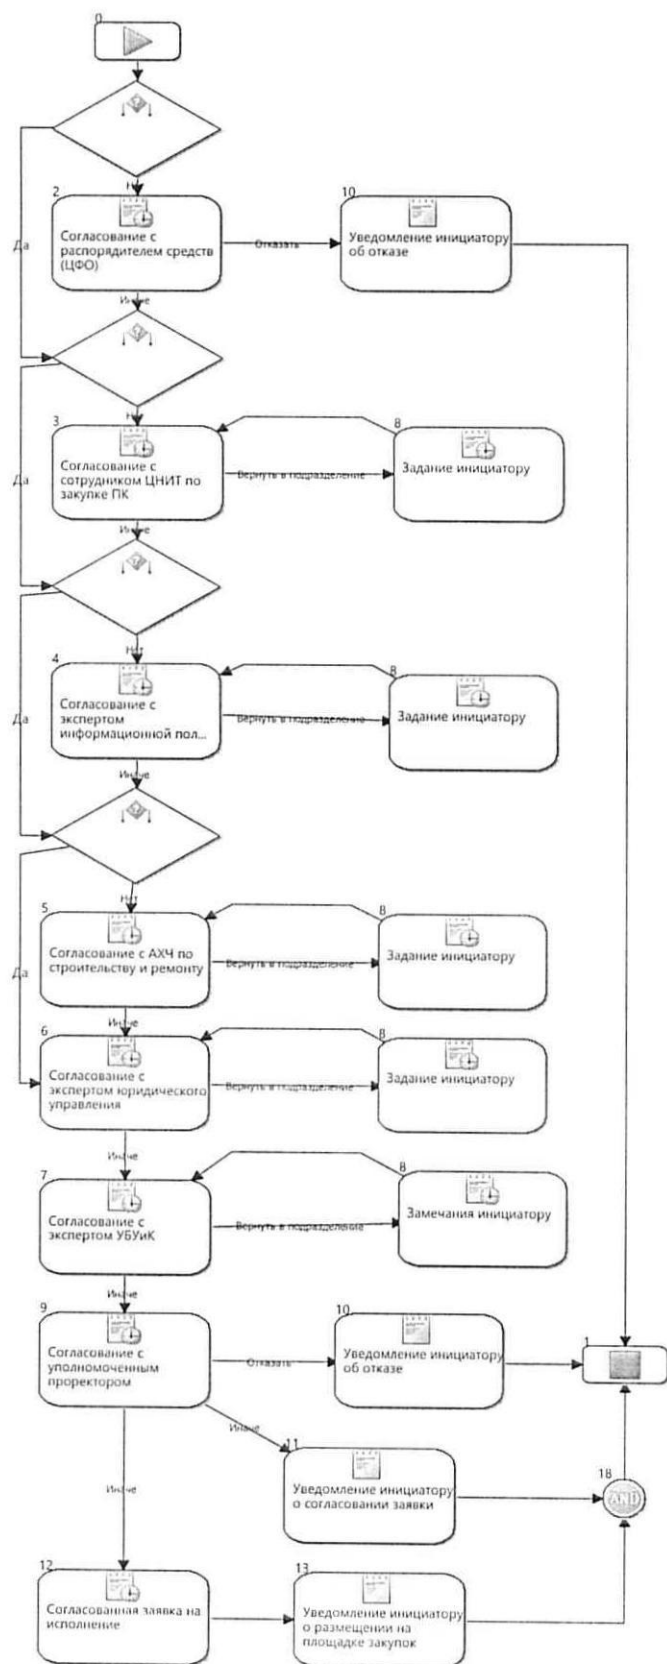 0
Нет
2
10
Согласование с
распорядителем средств
(ЦФО)
Отказать
Уведомление инициатору
об отказе
Да
Иначе
Нет
3
8
Согласование с
сотрудником ЦНИТ по
закупке ПК
Вернуть в подразделение
Задание инициатору
Да
Иначе
Нет
4
8
Согласование с
экспертом
информационной пол...
Вернуть в подразделение
Задание инициатору
Да
Иначе
Нет
5
8
Согласование с АХЧ по
строительству и ремонту
Вернуть в подразделение
Задание инициатору
Да
Иначе
6
8
Согласование с
экспертом юридического
управления
Вернуть в подразделение
Задание инициатору
Иначе
7
8
Согласование с
экспертом УБУиК
Вернуть в подразделение
Замечания инициатору
Иначе
9
10
1
Согласование с
уполномоченным
проректором
Отказать
Уведомление инициатору
об отказе
Иначе
11
18
Уведомление инициатору
о согласовании заявки
AND
Иначе
12
13
Согласованная заявка на
исполнение
Уведомление инициатору
о размещении на
площадке закупок